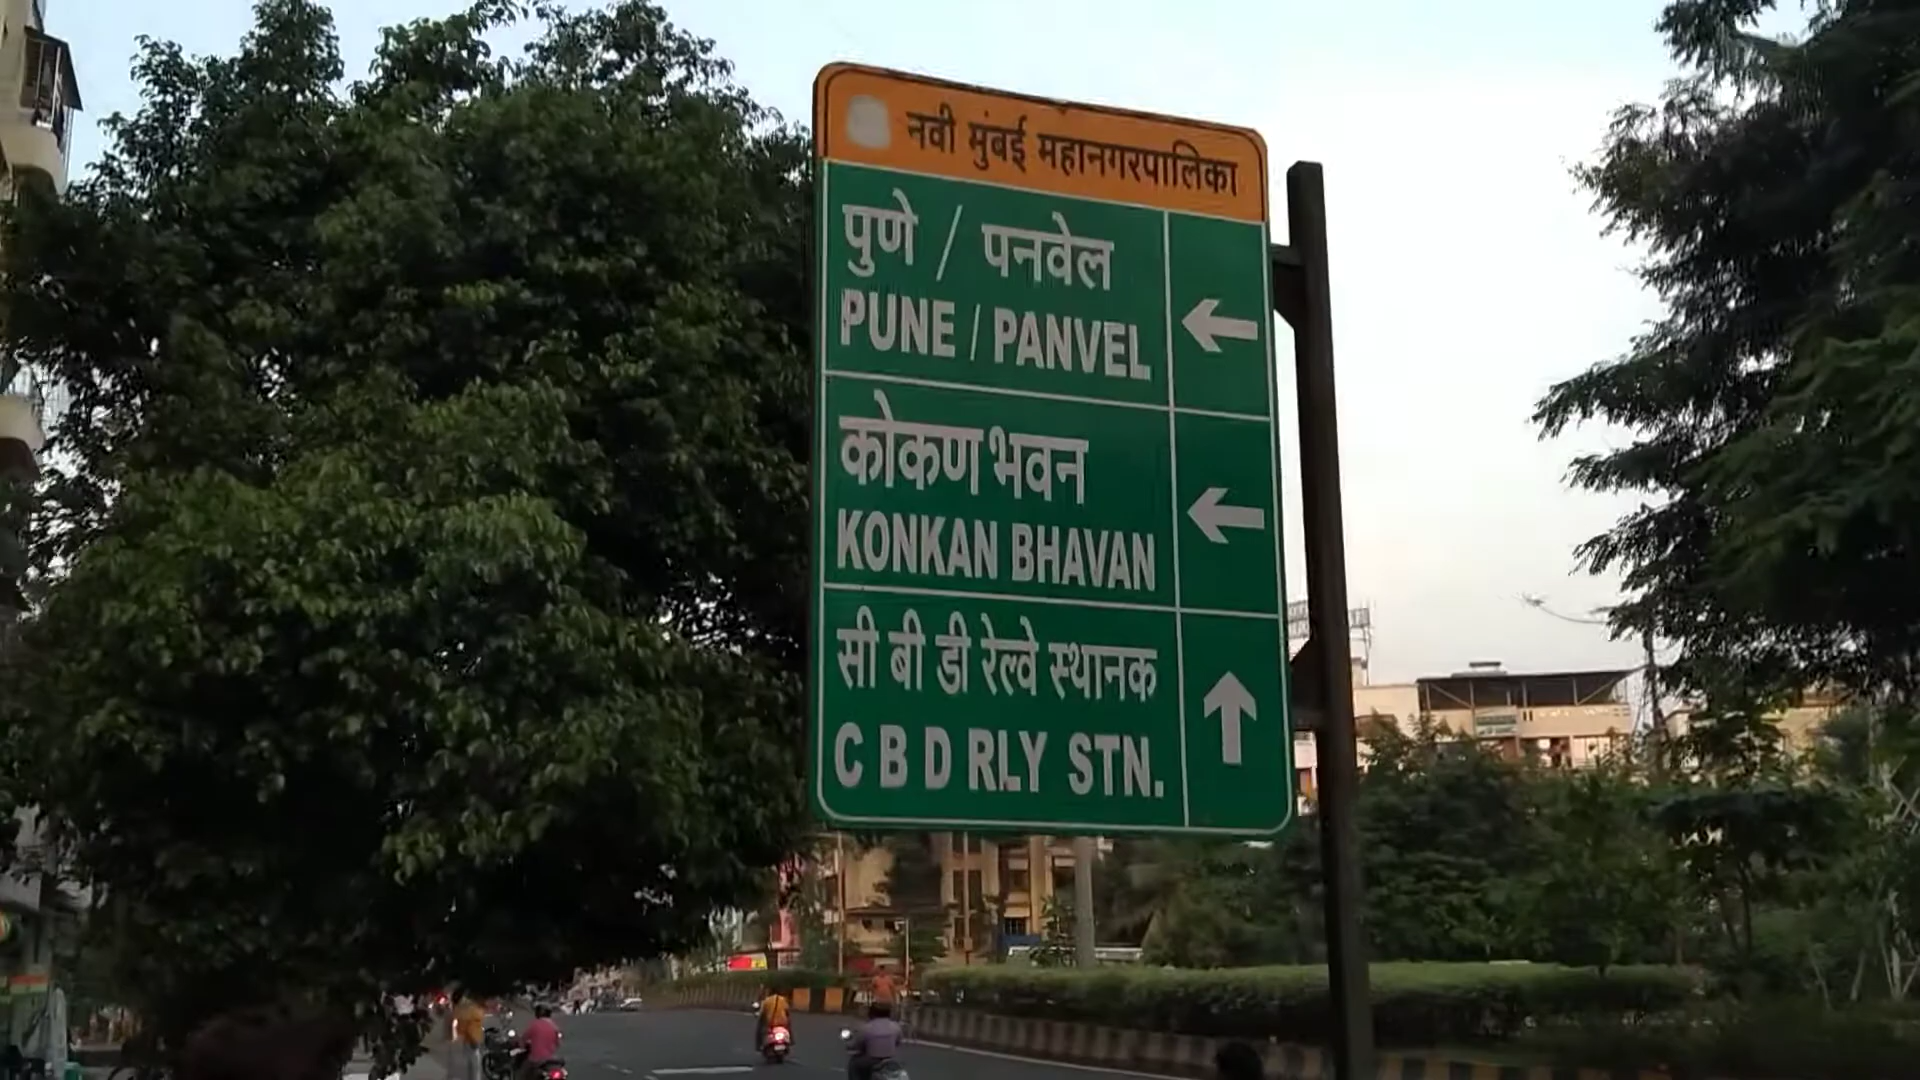 नवी मुंबई महानगरपालिका
पुणे / पनवेल
PUNE / PANVEL
कोकण भवन
KONKAN BHAVAN
सी बी डी रेल्वे स्थानक
C B D RLY STN.